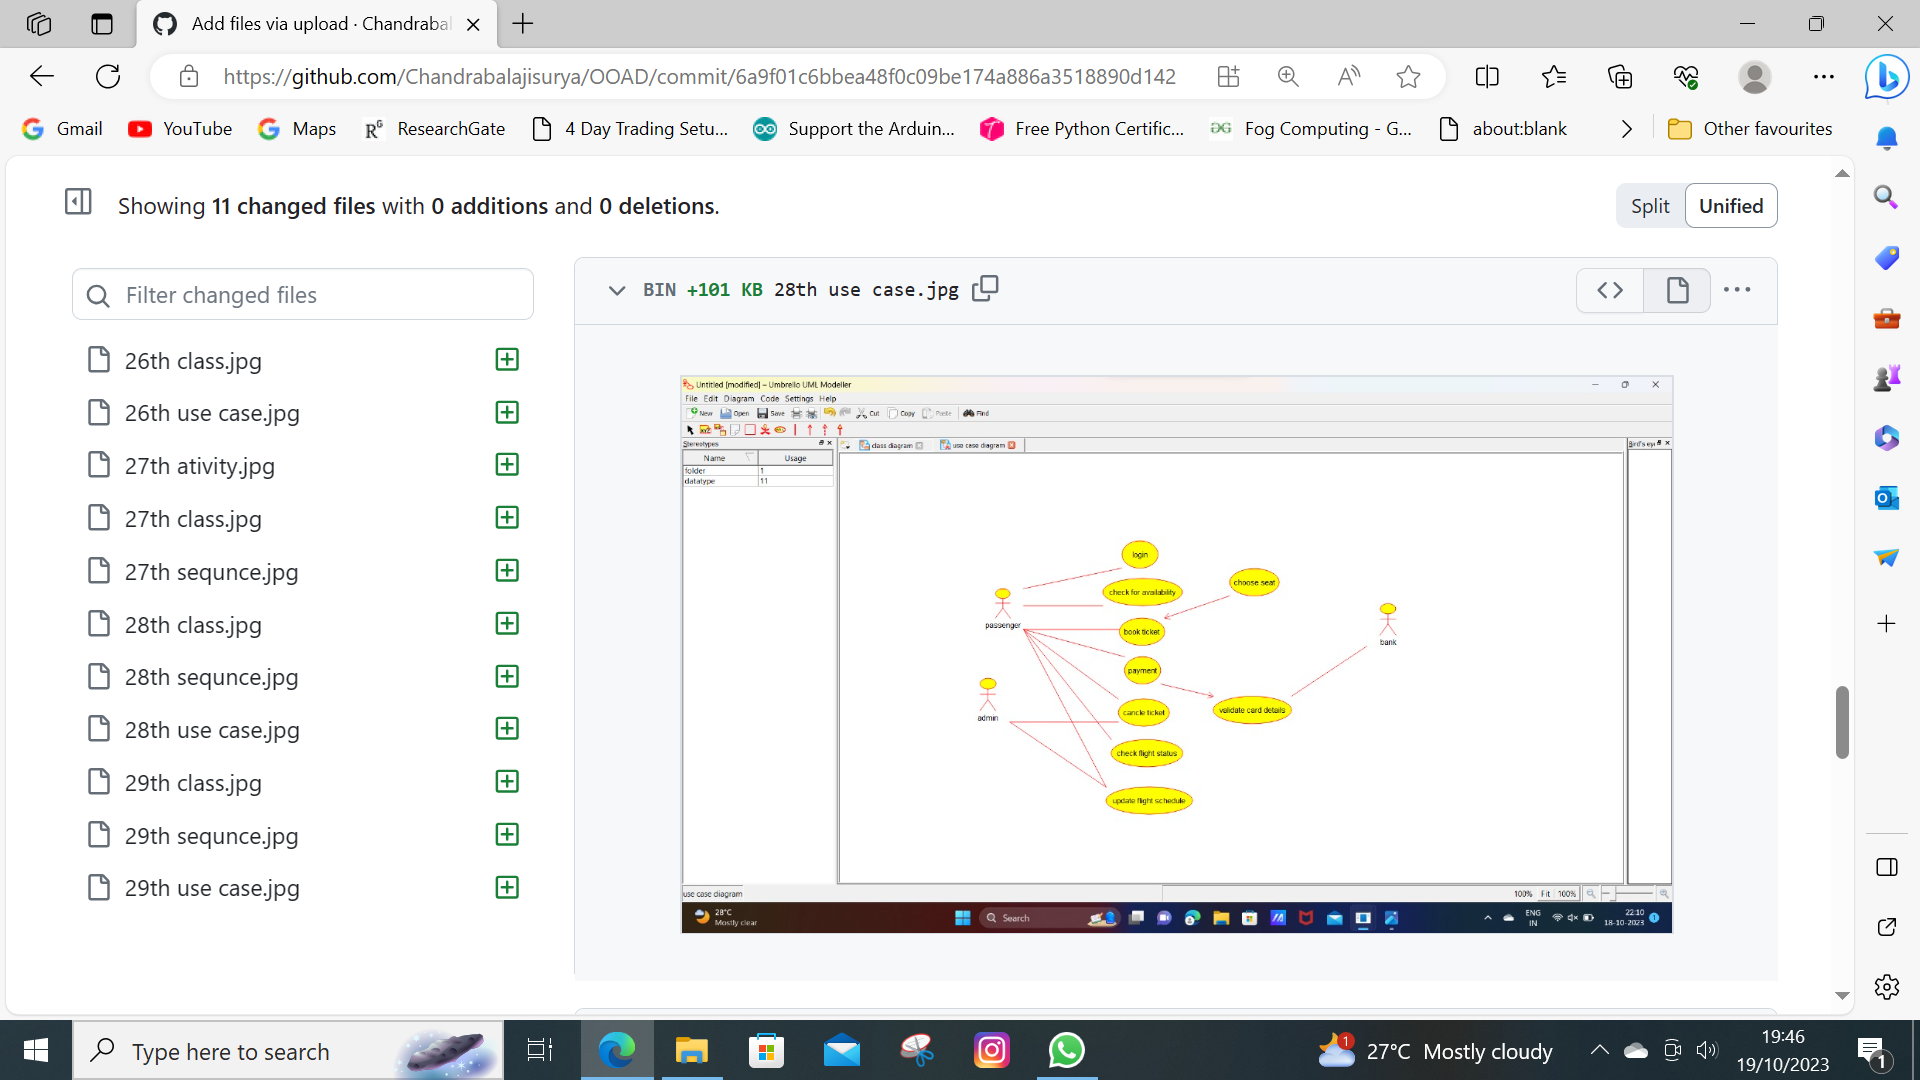 Add files via upload · Chandrabal
https://github.com/Chandrabalajisurya/OOAD/commit/6a9f01c6bbea48f0c09be174a886a3518890d142
Gmail YouTube Maps ResearchGate 4 Day Trading Setu... Support the Arduin... Free Python Certific... Fog Computing - G... about:blank Other favourites
Showing 11 changed files with 0 additions and 0 deletions.
Split Unified
Filter changed files
BIN +101 KB 28th use case.jpg
26th class.jpg
26th use case.jpg
27th ativity.jpg
27th class.jpg
27th sequnce.jpg
28th class.jpg
28th sequnce.jpg
28th use case.jpg
29th class.jpg
29th sequnce.jpg
29th use case.jpg
Untitled [modified] – Umbrello UML Modeller
File Edit Diagram Code Settings Help
New Open Save Cut Copy Paste Find
Stereotypes
class diagram use case diagram
Bird's eye
Name Usage
folder 1
datatype 11
login
choose seat
check for availability
passenger
book ticket
bank
payment
admin
cancle ticket
validate card details
check flight status
update flight schedule
use case diagram
100% Fit 100%
28°C
Mostly clear
Search
ENG
IN
22:10
18-10-2023
Type here to search
1
27°C Mostly cloudy
19:46
19/10/2023
1